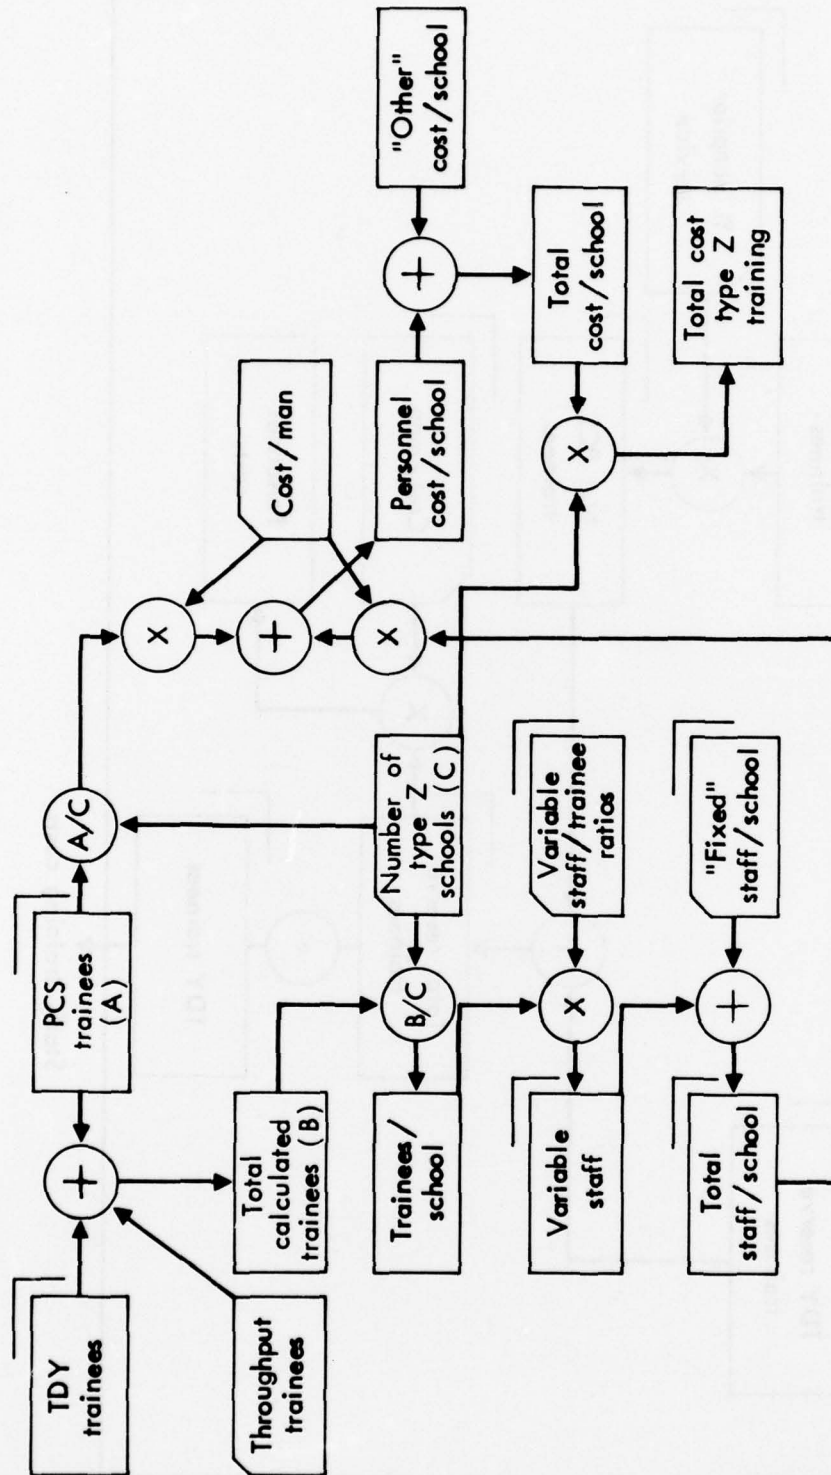 TDY
trainees
+
PCS
trainees
(A)
A/C
X
Throughput
trainees
Total
calculated
trainees (B)
+
Cost/man
X
Trainees/
school
B/C
Number of
type Z
schools (C)
Personnel
cost/school
+
"Other"
cost/school
Variable
staff
X
Variable
staff/trainee
ratios
X
Total
cost/school
Total
staff/school
+
"Fixed"
staff/school
Total cost
type Z
training